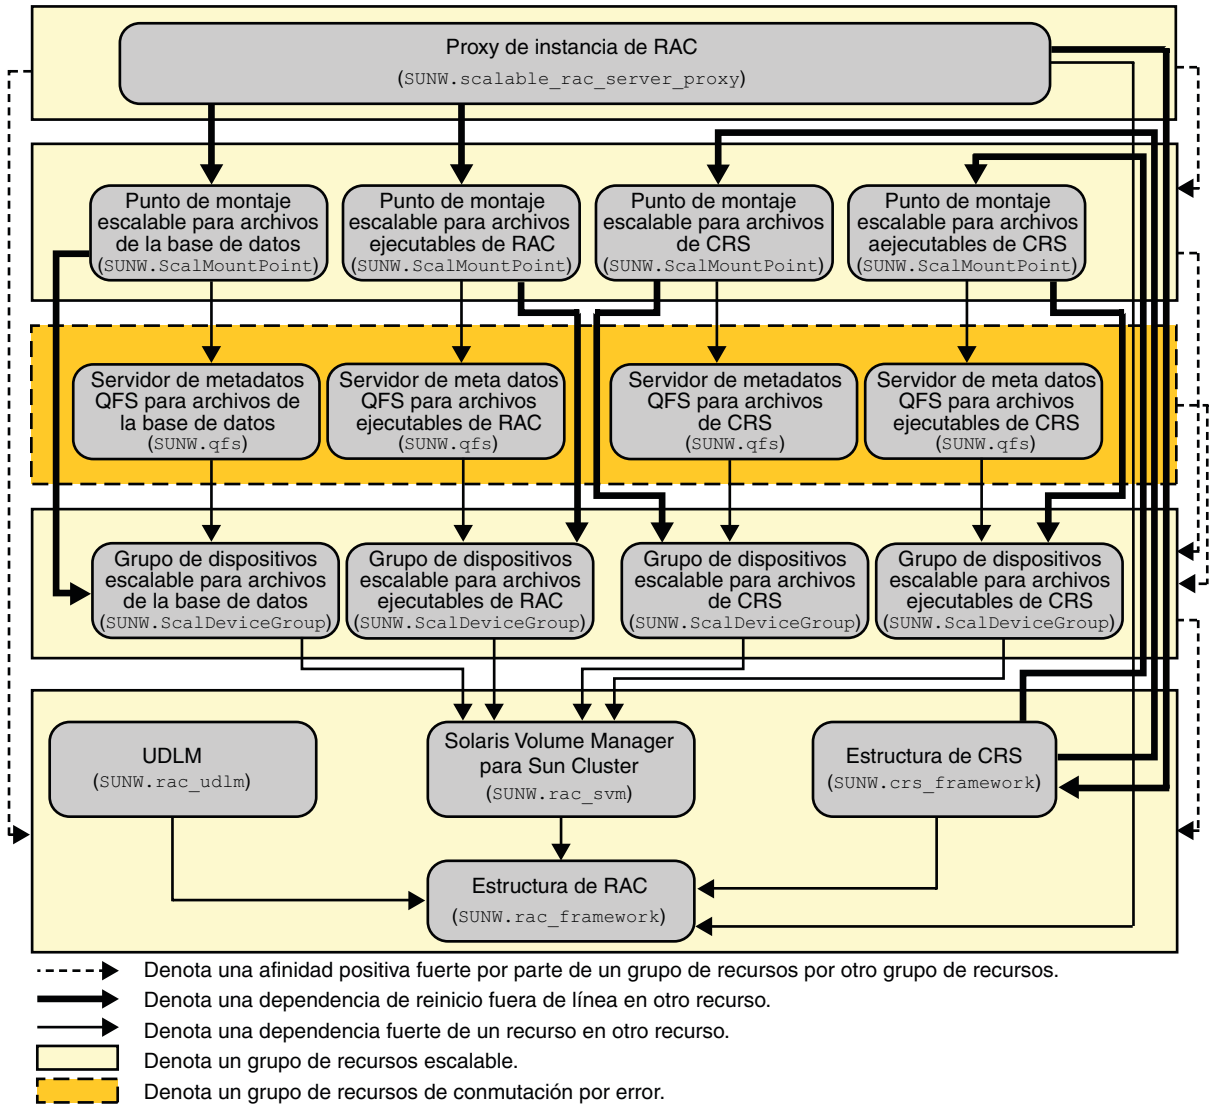 Proxy de instancia de RAC
(SUNW.scalable_rac_server_proxy)
Punto de montaje
escalable para archivos
de la base de datos
(SUNW.ScalMountPoint)
Punto de montaje
escalable para archivos
ejecutables de RAC
(SUNW.ScalMountPoint)
Punto de montaje
escalable para archivos
de CRS
(SUNW.ScalMountPoint)
Punto de montaje
escalable para archivos
aejecutables de CRS
(SUNW.ScalMountPoint)
Servidor de metadatos
QFS para archivos de
la base de datos
(SUNW.qfs)
Servidor de meta datos
QFS para archivos
ejecutables de RAC
(SUNW.qfs)
Servidor de metadatos
QFS para archivos
de CRS
(SUNW.qfs)
Servidor de meta datos
QFS para archivos
ejecutables de CRS
(SUNW.qfs)
Grupo de dispositivos
escalable para archivos
de la base de datos
(SUNW.ScalDeviceGroup)
Grupo de dispositivos
escalable para archivos
ejecutables de RAC
(SUNW.ScalDeviceGroup)
Grupo de dispositivos
escalable para archivos
de CRS
(SUNW.ScalDeviceGroup)
Grupo de dispositivos
escalable para archivos
ejecutables de CRS
(SUNW.ScalDeviceGroup)
UDLM
(SUNW.rac_udlm)
Solaris Volume Manager
para Sun Cluster
(SUNW.rac_svm)
Estructura de CRS
(SUNW.crs_framework)
Estructura de RAC
(SUNW.rac_framework)
Denota una afinidad positiva fuerte por parte de un grupo de recursos por otro grupo de recursos.
Denota una dependencia de reinicio fuera de línea en otro recurso.
Denota una dependencia fuerte de un recurso en otro recurso.
Denota un grupo de recursos escalable.
Denota un grupo de recursos de conmutación por error.